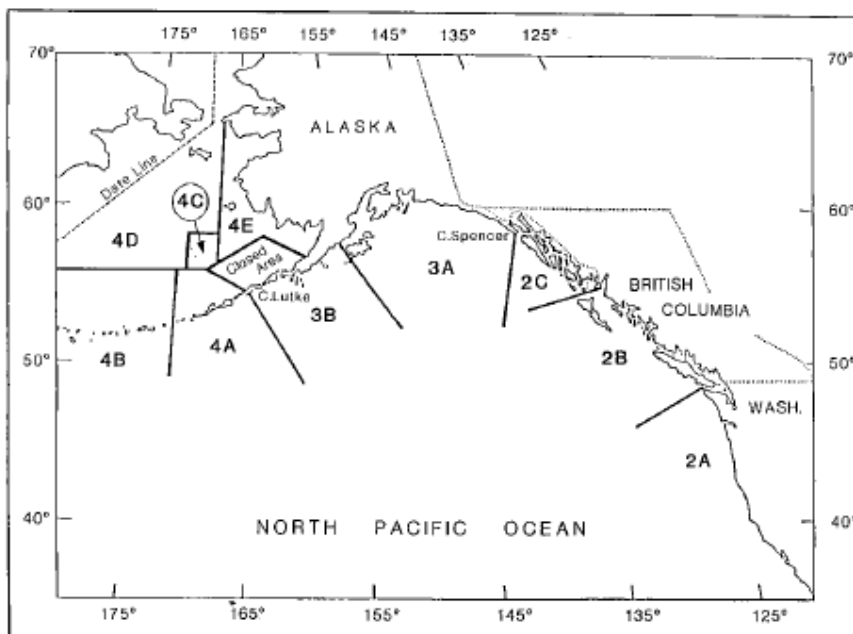 175° 165° 155° 145° 135° 125°
70° 70°
ALASKA
Date Line
60° 4C 4E 60°
4D C.Spencer
Closed Area 3A 2C BRITISH
C.Lutke COLUMBIA
3B
50° 4B 4A 2B 50°
WASH.
2A
40° NORTH PACIFIC OCEAN 40°
175° 165° 155° 145° 135° 125°